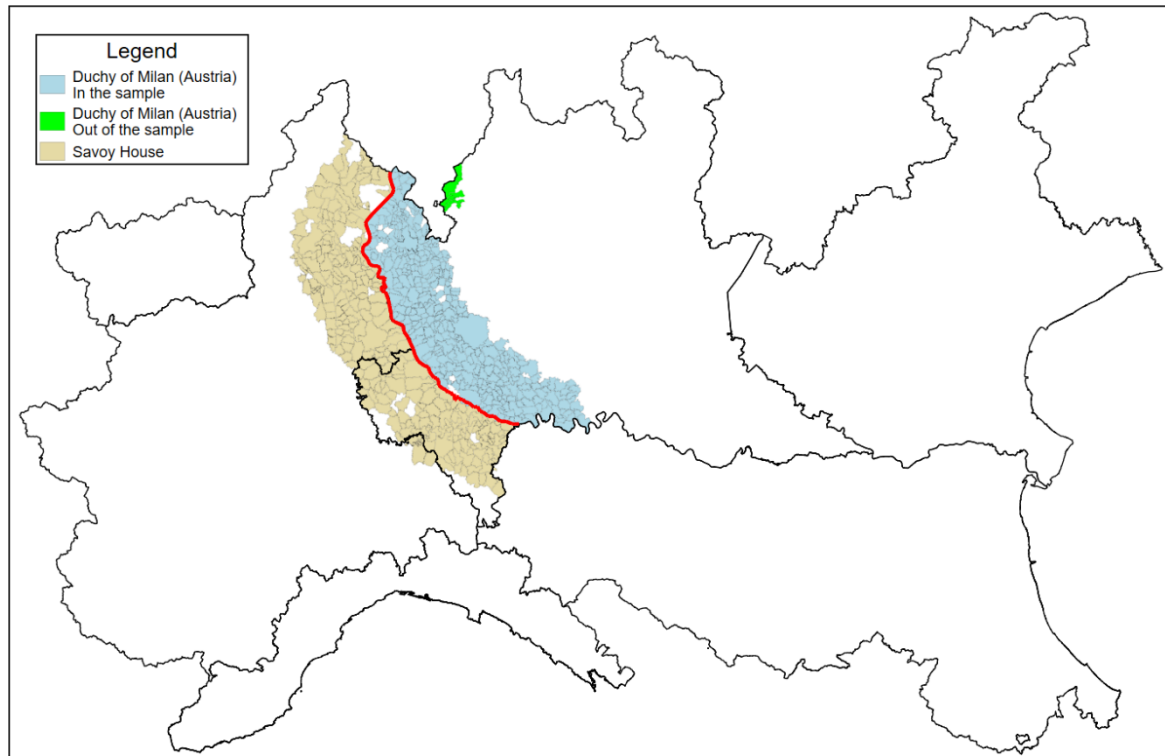 Legend
Duchy of Milan (Austria)
In the sample
Duchy of Milan (Austria)
Out of the sample
Savoy House